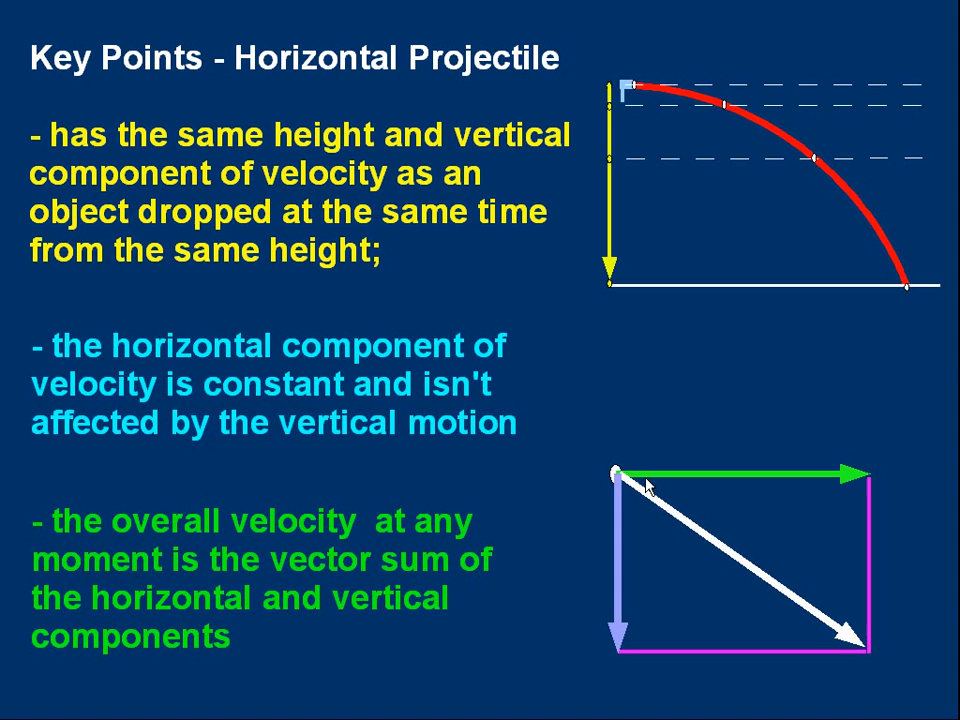 Key Points - Horizontal Projectile
- has the same height and vertical
component of velocity as an
object dropped at the same time
from the same height;
- the horizontal component of
velocity is constant and isn't
affected by the vertical motion
- the overall velocity  at any
moment is the vector sum of
the horizontal and vertical
components